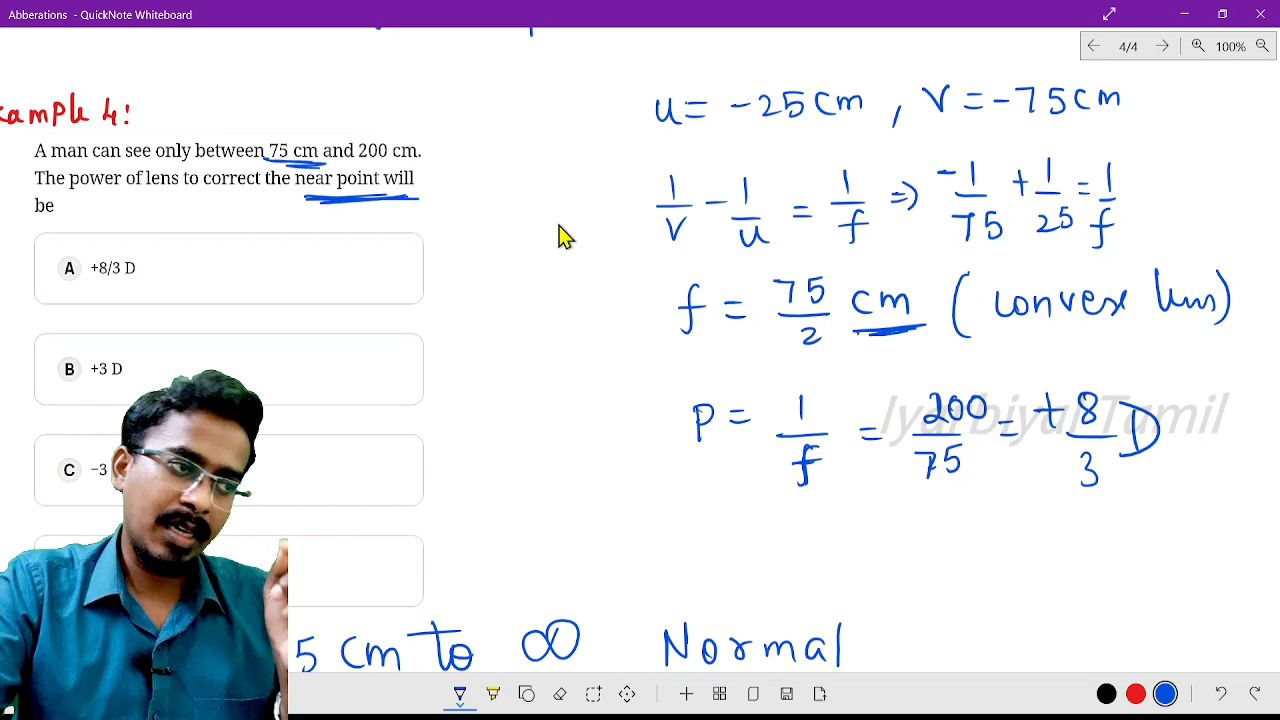 Abberations - QuickNote Whiteboard
4/4
100%
xample 4:
A man can see only between 75 cm and 200 cm.
The power of lens to correct the near point will
be
A +8/3 D
B +3 D
C −3
u = -25 cm , v = -75 cm
1/v - 1/u = 1/f => -1/75 + 1/25 = 1/f
f = 75/2 cm (convex lens)
P = 1/f = 200/75 = +8/3 D
Iyarbiyal Tamil
5 cm to ∞ Normal